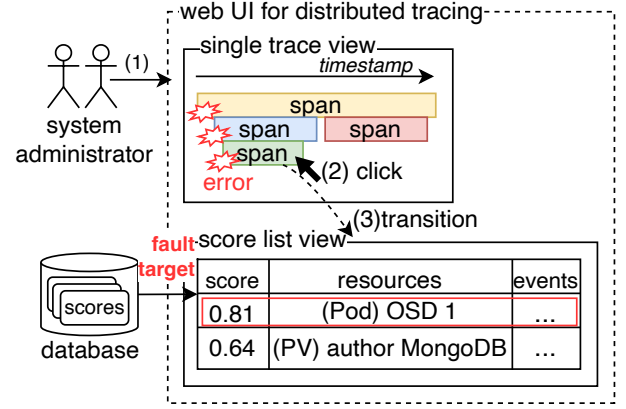 web UI for distributed tracing
single trace view
(1)
timestamp
span
span
span
span
system
administrator
error
(2) click
(3)transition
fault
target
score list view
score
resources
events
scores
0.81
(Pod) OSD 1
...
0.64
(PV) author MongoDB
...
database